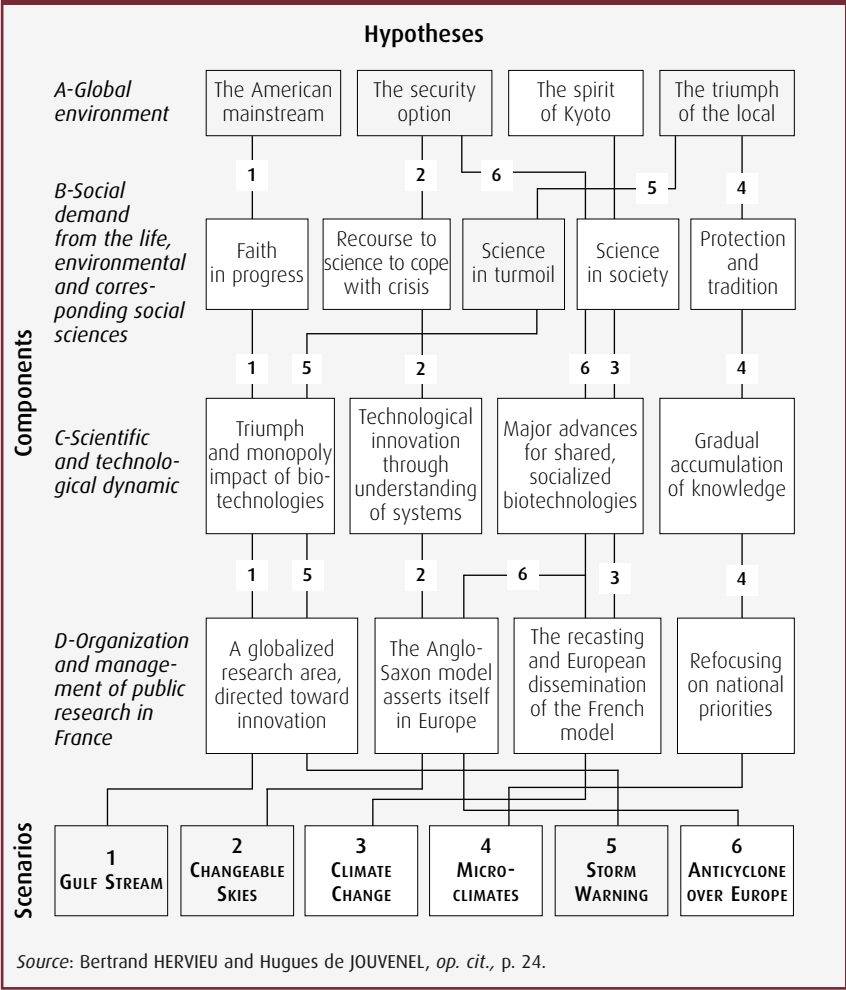 Hypotheses
A-Global
environment
The American
mainstream
The security
option
The spirit
of Kyoto
The triumph
of the local
1
2
6
5
4
Components
B-Social
demand
from the life,
environmental
and corres-
ponding social
sciences
Faith
in progress
Recourse to
science to cope
with crisis
Science
in turmoil
Science
in society
Protection
and
tradition
1
5
2
6
3
4
C-Scientific
and technolo-
gical dynamic
Triumph
and monopoly
impact of bio-
technologies
Technological
innovation
through
understanding
of systems
Major advances
for shared,
socialized
biotechnologies
Gradual
accumulation
of knowledge
1
5
2
6
3
4
D-Organization
and manage-
ment of public
research in
France
A globalized
research area,
directed toward
innovation
The Anglo-
Saxon model
asserts itself
in Europe
The recasting
and European
dissemination
of the French
model
Refocusing
on national
priorities
Scenarios
1
GULF STREAM
2
CHANGEABLE
SKIES
3
CLIMATE
CHANGE
4
MICRO-
CLIMATES
5
STORM
WARNING
6
ANTICYCLONE
OVER EUROPE
Source: Bertrand HERVIEU and Hugues de JOUVENEL, op. cit., p. 24.